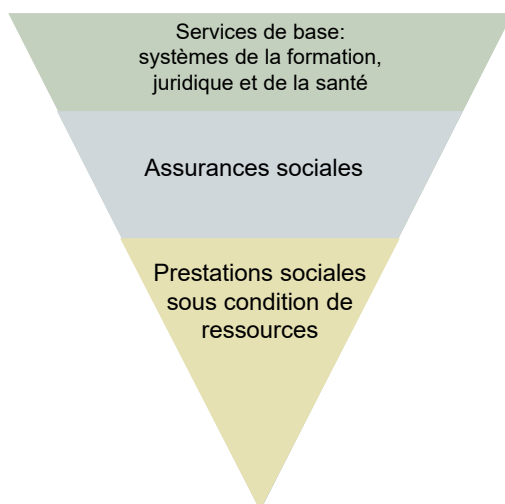 Services de base:
systèmes de la formation,
juridique et de la santé
Assurances sociales
Prestations sociales
sous condition de
ressources